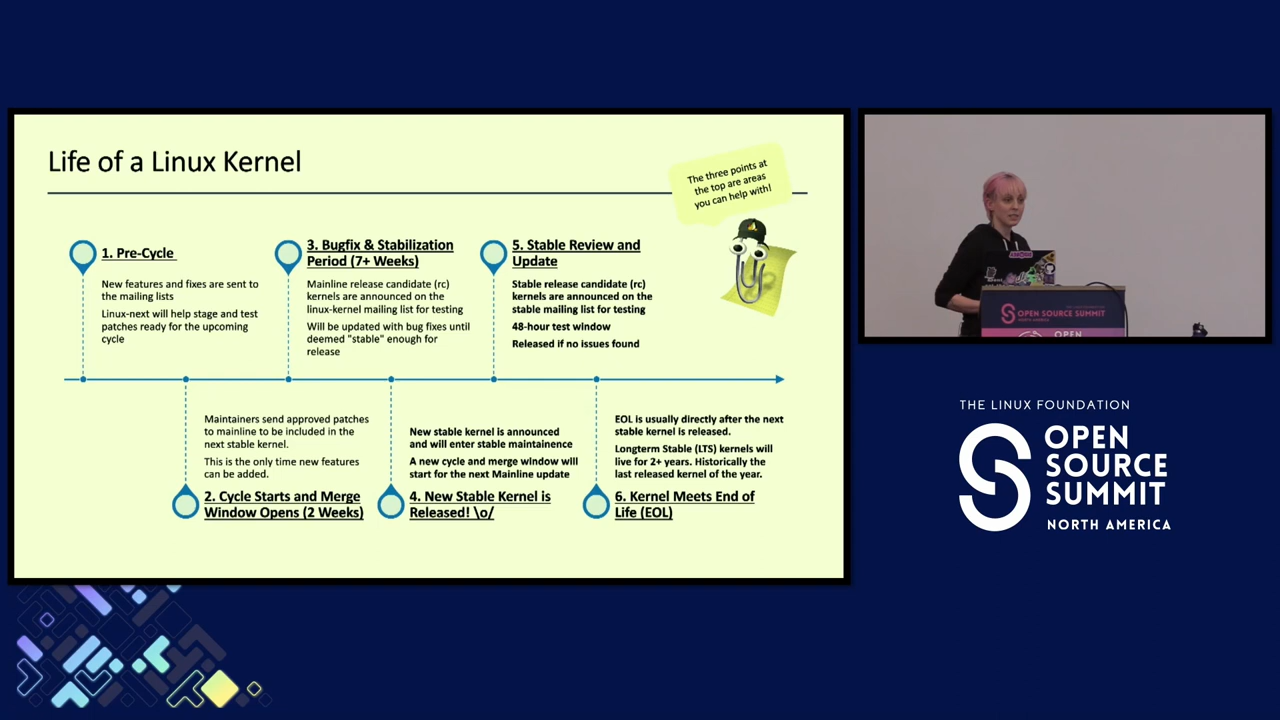 Life of a Linux Kernel
The three points at
the top are areas
you can help with!
1. Pre-Cycle
New features and fixes are sent to
the mailing lists
Linux-next will help stage and test
patches ready for the upcoming
cycle
3. Bugfix & Stabilization
Period (7+ Weeks)
Mainline release candidate (rc)
kernels are announced on the
linux-kernel mailing list for testing
Will be updated with bug fixes until
deemed "stable" enough for
release
5. Stable Review and
Update
Stable release candidate (rc)
kernels are announced on the
stable mailing list for testing
48-hour test window
Released if no issues found
Maintainers send approved patches
to mainline to be included in the
next stable kernel.
This is the only time new features
can be added.
2. Cycle Starts and Merge
Window Opens (2 Weeks)
New stable kernel is announced
and will enter stable maintainence
A new cycle and merge window will
start for the next Mainline update
4. New Stable Kernel is
Released! \o/
EOL is usually directly after the next
stable kernel is released.
Longterm Stable (LTS) kernels will
live for 2+ years. Historically the
last released kernel of the year.
6. Kernel Meets End of
Life (EOL)
OPEN SOURCE SUMMIT
NORTH AMERICA
OPEN
THE LINUX FOUNDATION
OPEN
SOURCE
SUMMIT
NORTH AMERICA